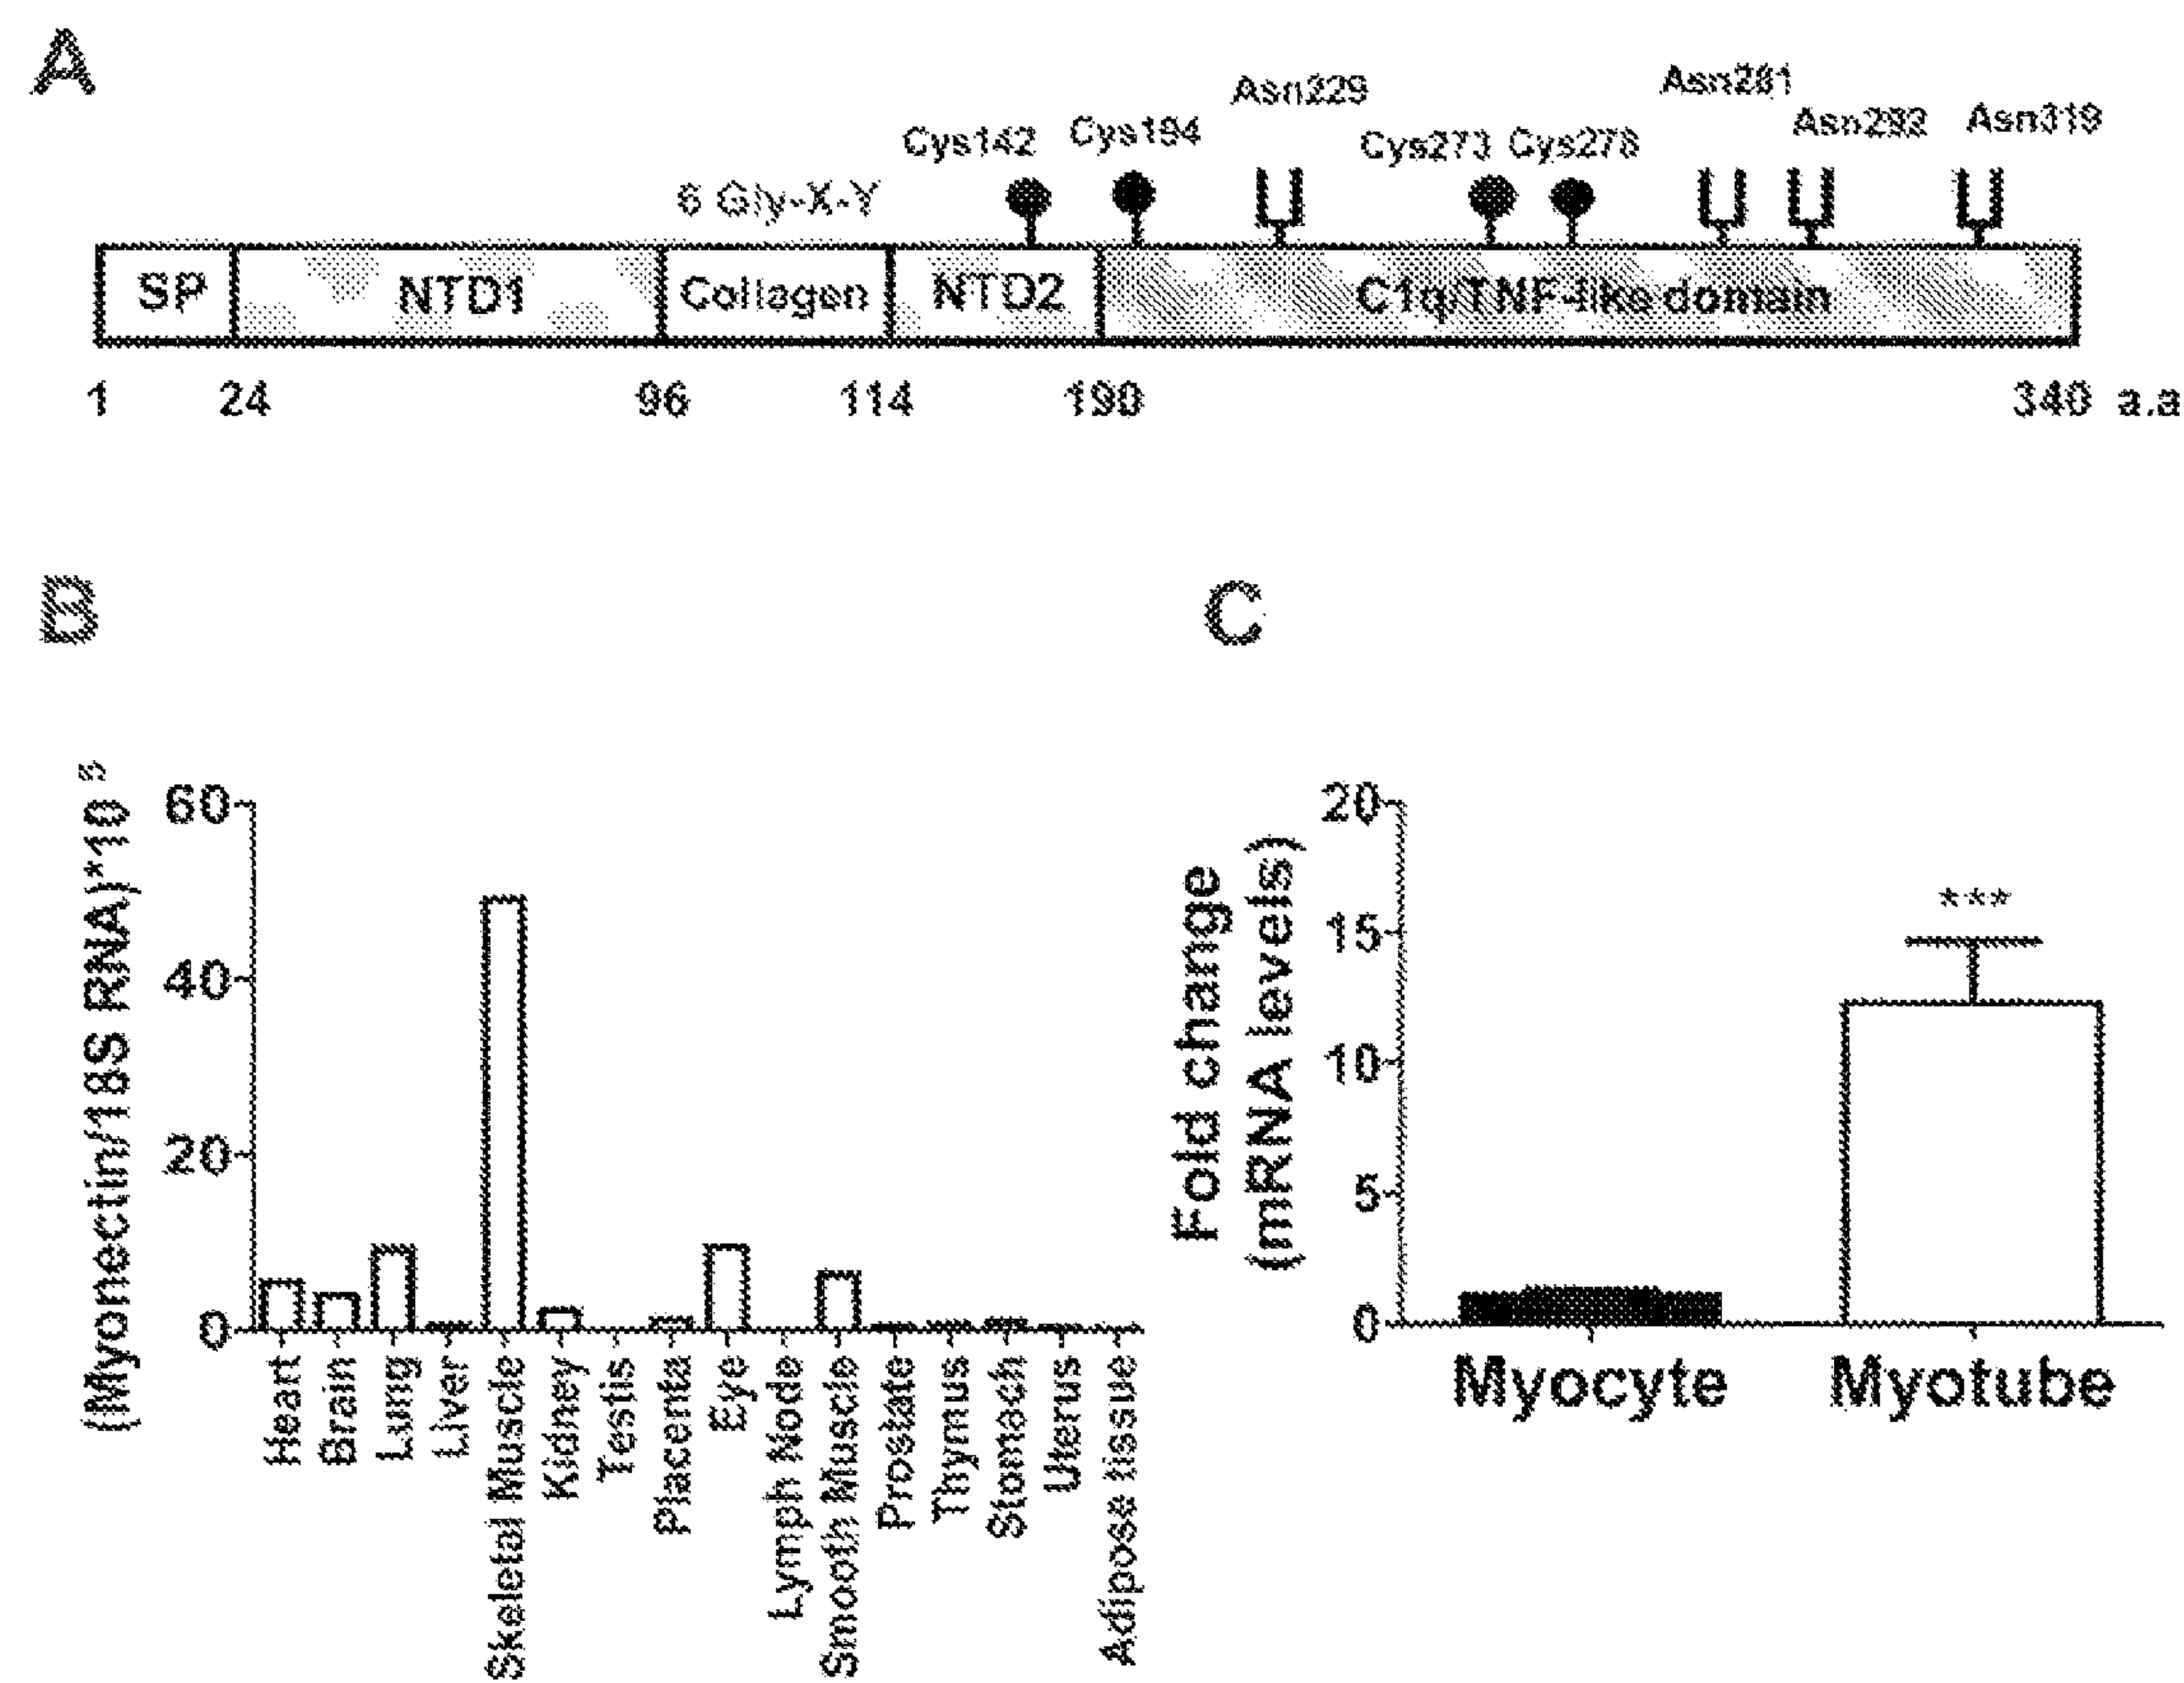 A
Asn229
Asn281
Cys142
Cys194
Cys273
Cys278
Asn292
Asn319
6 Gly-X-Y
SP
NTD1
Collagen
NTD2
C1q/TNF-like domain
1
24
96
114
190
340 a.a
B
C
(Myonectin/18S RNA)*10
60
40
20
0
Heart
Brain
Lung
Liver
Skeletal Muscle
Kidney
Testis
Placenta
Eye
Lymph Node
Smooth Muscle
Prostate
Thymus
Stomach
Uterus
Adipose tissue
Fold change
(mRNA levels)
20
15
10
5
0
***
Myocyte
Myotube